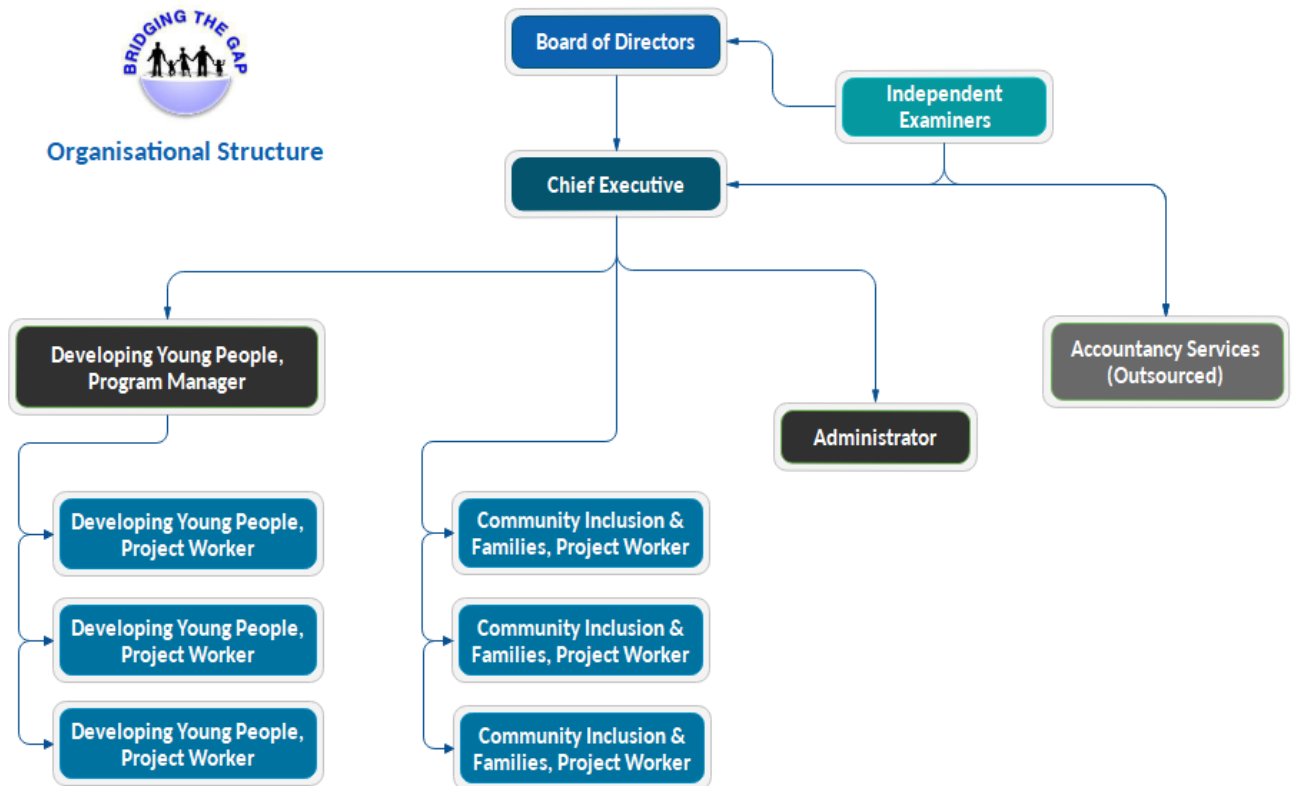 BRIDGING THE GAP
Organisational Structure
Board of Directors
Independent
Examiners
Chief Executive
Developing Young People,
Program Manager
Accountancy Services
(Outsourced)
Administrator
Developing Young People,
Project Worker
Community Inclusion &
Families, Project Worker
Developing Young People,
Project Worker
Community Inclusion &
Families, Project Worker
Developing Young People,
Project Worker
Community Inclusion &
Families, Project Worker